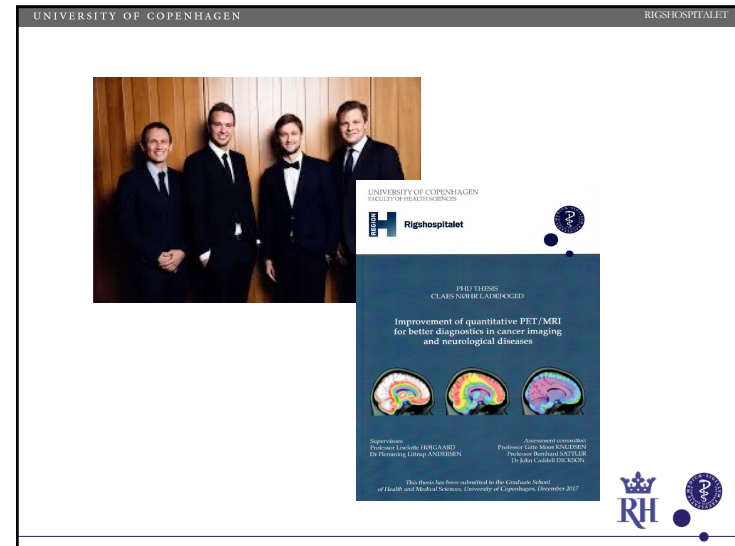 UNIVERSITY OF COPENHAGEN
RIGSHOSPITALET
UNIVERSITY OF COPENHAGEN
FACULTY OF HEALTH SCIENCES
REGION
H
Rigshospitalet
PHD THESIS
CLAES NØHR LADEFOGED
Improvement of quantitative PET/MRI
for better diagnostics in cancer imaging
and neurological diseases
Supervisors
Professor Liselotte HØJGAARD
Dr Flemming Littrup ANDERSEN
Assessment committee
Professor Gitte Moos KNUDSEN
Professor Bernhard SATTLER
Dr John Caddell DICKSON
This thesis has been submitted to the Graduate School
of Health and Medical Sciences, University of Copenhagen, December 2017
RH